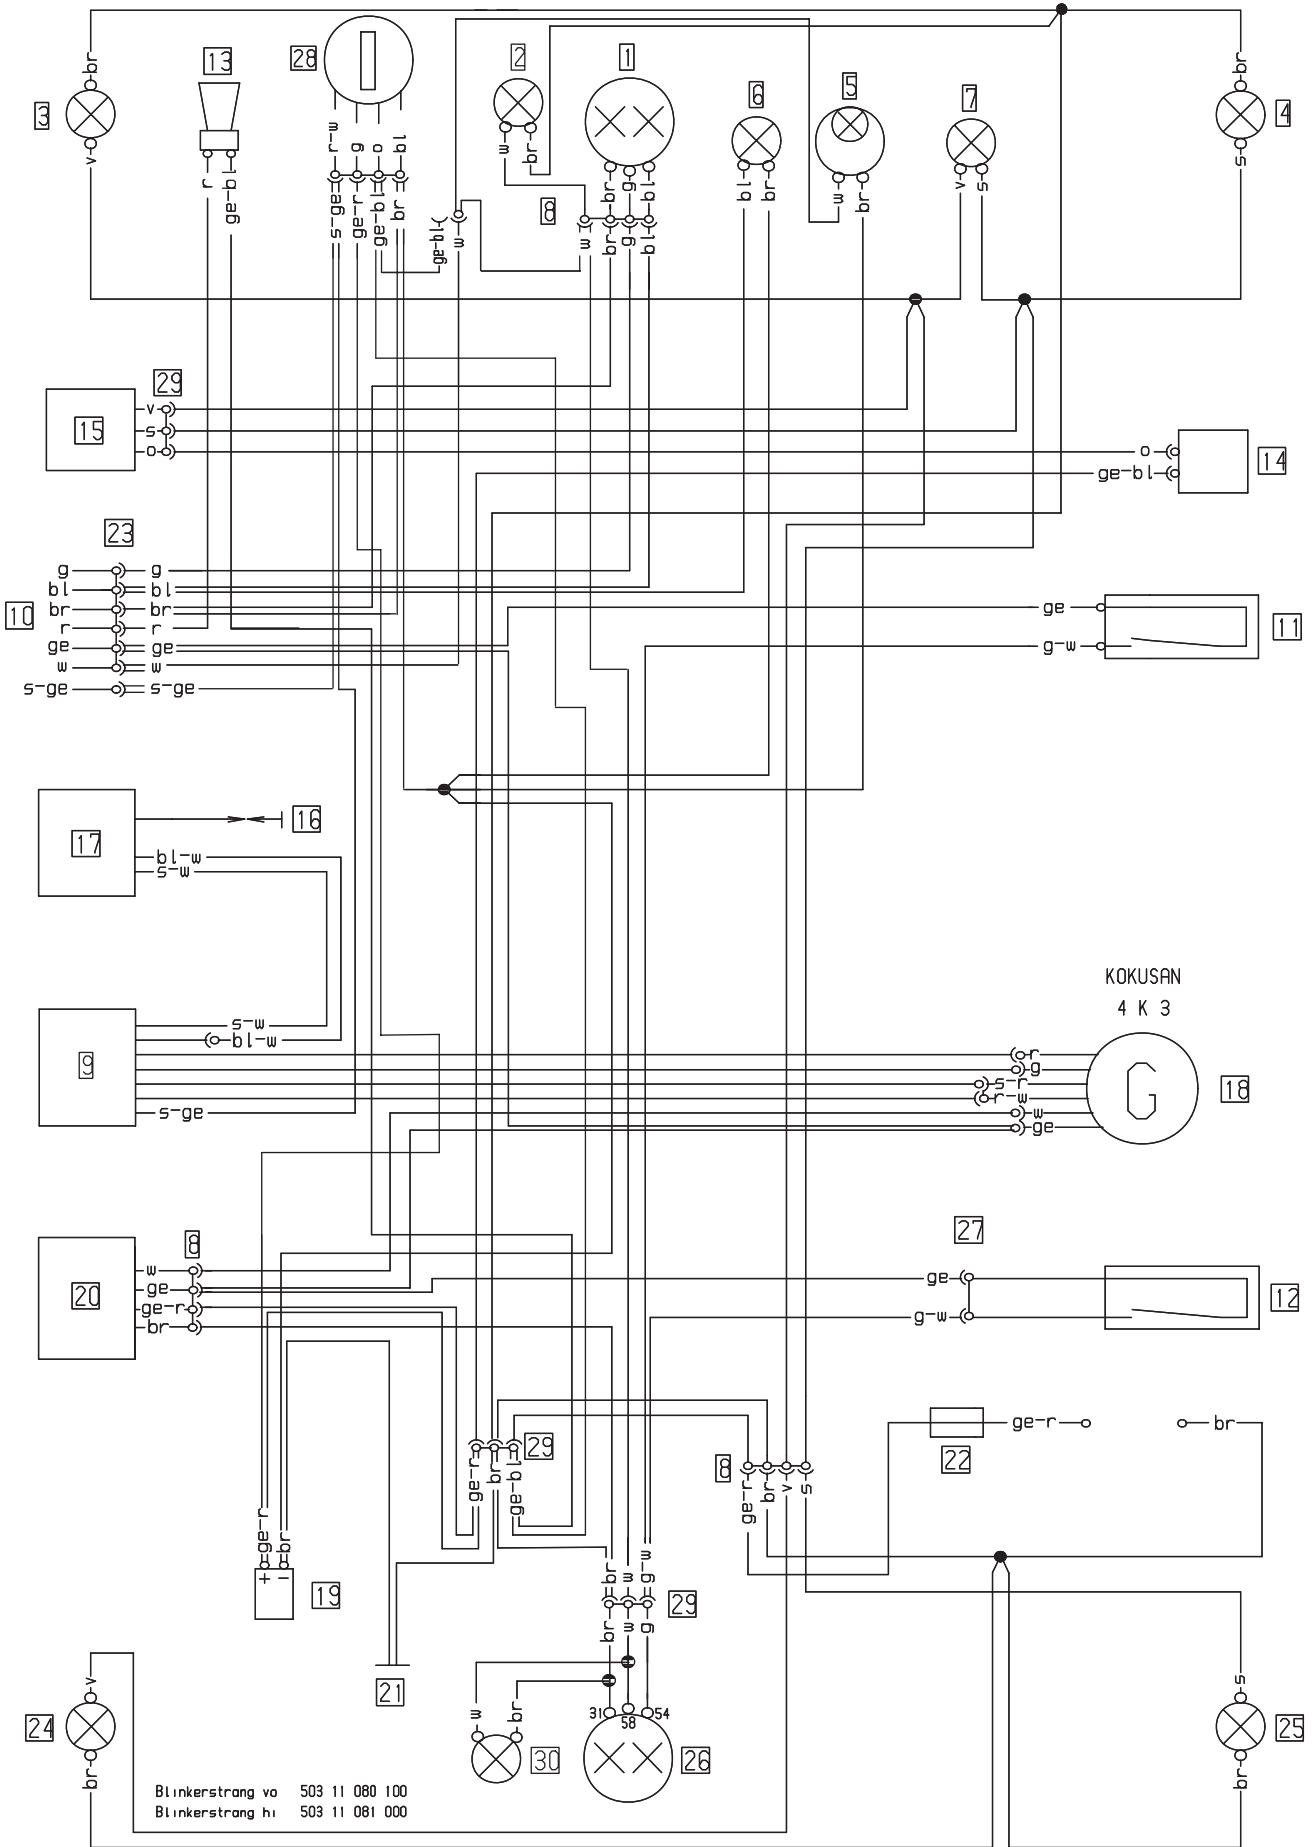 13
28
2
1
6
5
7
3
4
br
v
r
ge-bl
r-w
g
o
bl
s-ge
ge-r
ge-bl
br
ge-bl
w
w
br
8
br
g
bl
w
br
g
bl
bl
br
w
br
v
s
br
s
29
15
v
s
o
o
ge-bl
14
23
10
g
g
bl
bl
br
br
r
r
ge
ge
w
w
s-ge
s-ge
ge
g-w
11
17
16
bl-w
s-w
KOKUSAN
4 K 3
9
s-w
bl-w
s-ge
r
g
s-r
r-w
w
ge
G
18
20
8
w
ge
ge-r
br
27
ge
g-w
12
22
ge-r
br
29
ge-r
br
ge-bl
8
ge-r
br
v
s
ge-r
br
+ −
19
br
w
g-w
29
br
w
g
21
24
v
br
w
br
30
31
58
54
26
25
s
br
Blinkerstrang vo 503 11 080 100
Blinkerstrang hi 503 11 081 000